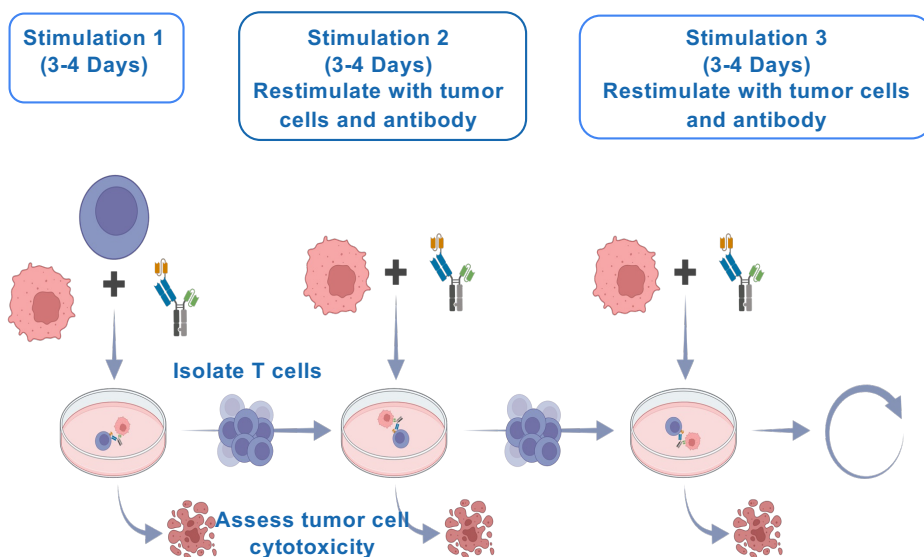 Stimulation 1
(3-4 Days)
Stimulation 2
(3-4 Days)
Restimulate with tumor
cells and antibody
Stimulation 3
(3-4 Days)
Restimulate with tumor cells
and antibody
Isolate T cells
Assess tumor cell
cytotoxicity